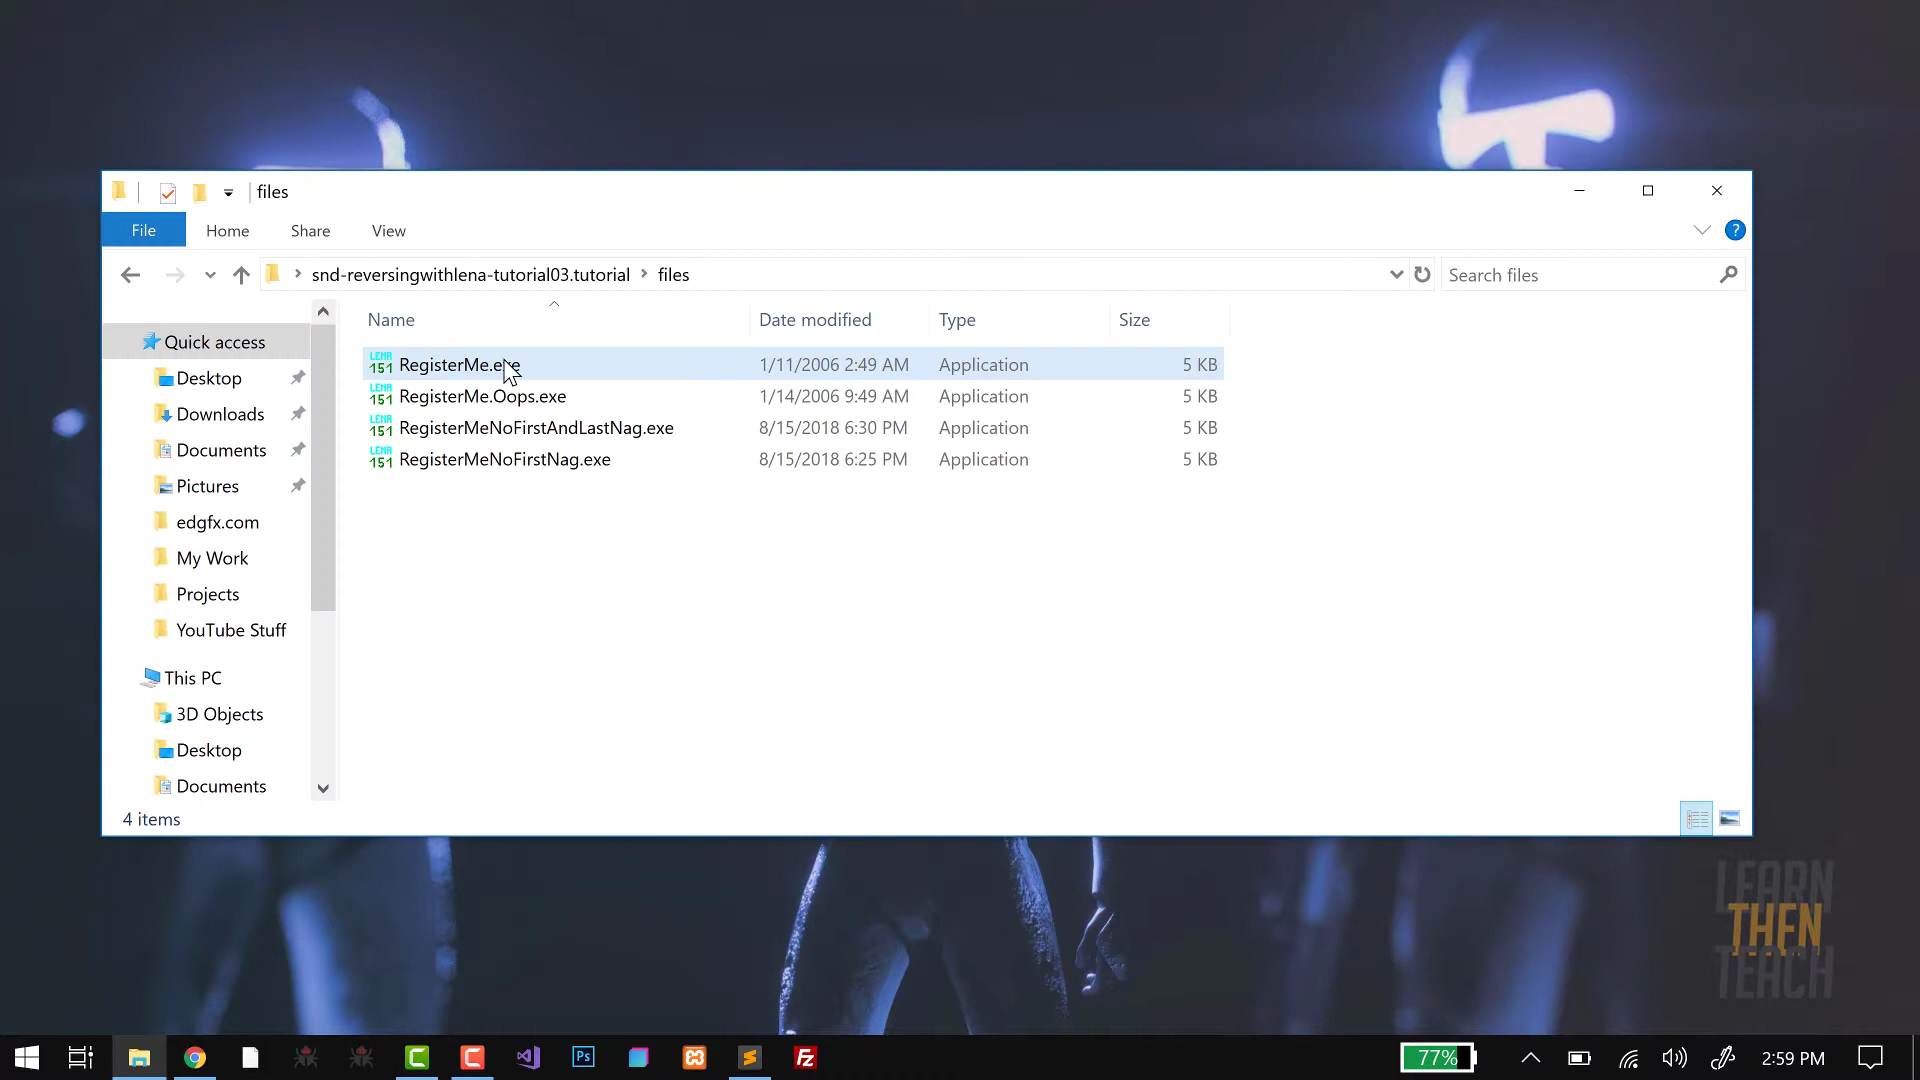 files
File Home Share View
snd-reversingwithlena-tutorial03.tutorial files Search files
Name Date modified Type Size
LENA 151 RegisterMe.exe 1/11/2006 2:49 AM Application 5 KB
LENA 151 RegisterMe.Oops.exe 1/14/2006 9:49 AM Application 5 KB
LENA 151 RegisterMeNoFirstAndLastNag.exe 8/15/2018 6:30 PM Application 5 KB
LENA 151 RegisterMeNoFirstNag.exe 8/15/2018 6:25 PM Application 5 KB
Quick access
Desktop
Downloads
Documents
Pictures
edgfx.com
My Work
Projects
YouTube Stuff
This PC
3D Objects
Desktop
Documents
4 items
LEARN
THEN
TEACH
Ps Fz 77% 2:59 PM